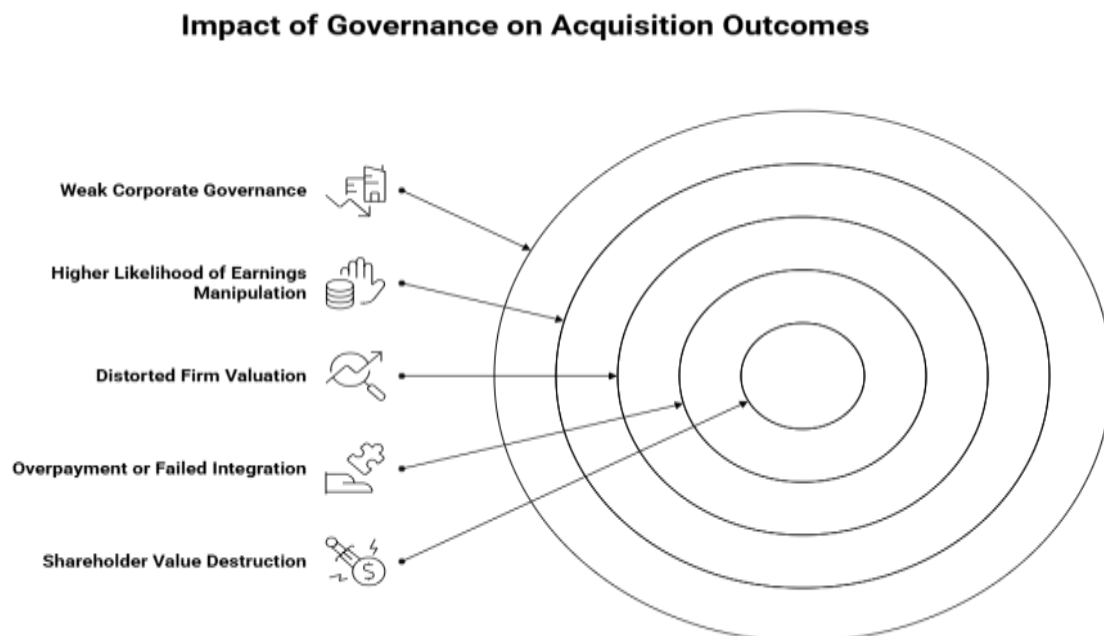 Impact of Governance on Acquisition Outcomes
Weak Corporate Governance
Higher Likelihood of Earnings
Manipulation
Distorted Firm Valuation
Overpayment or Failed Integration
Shareholder Value Destruction
$